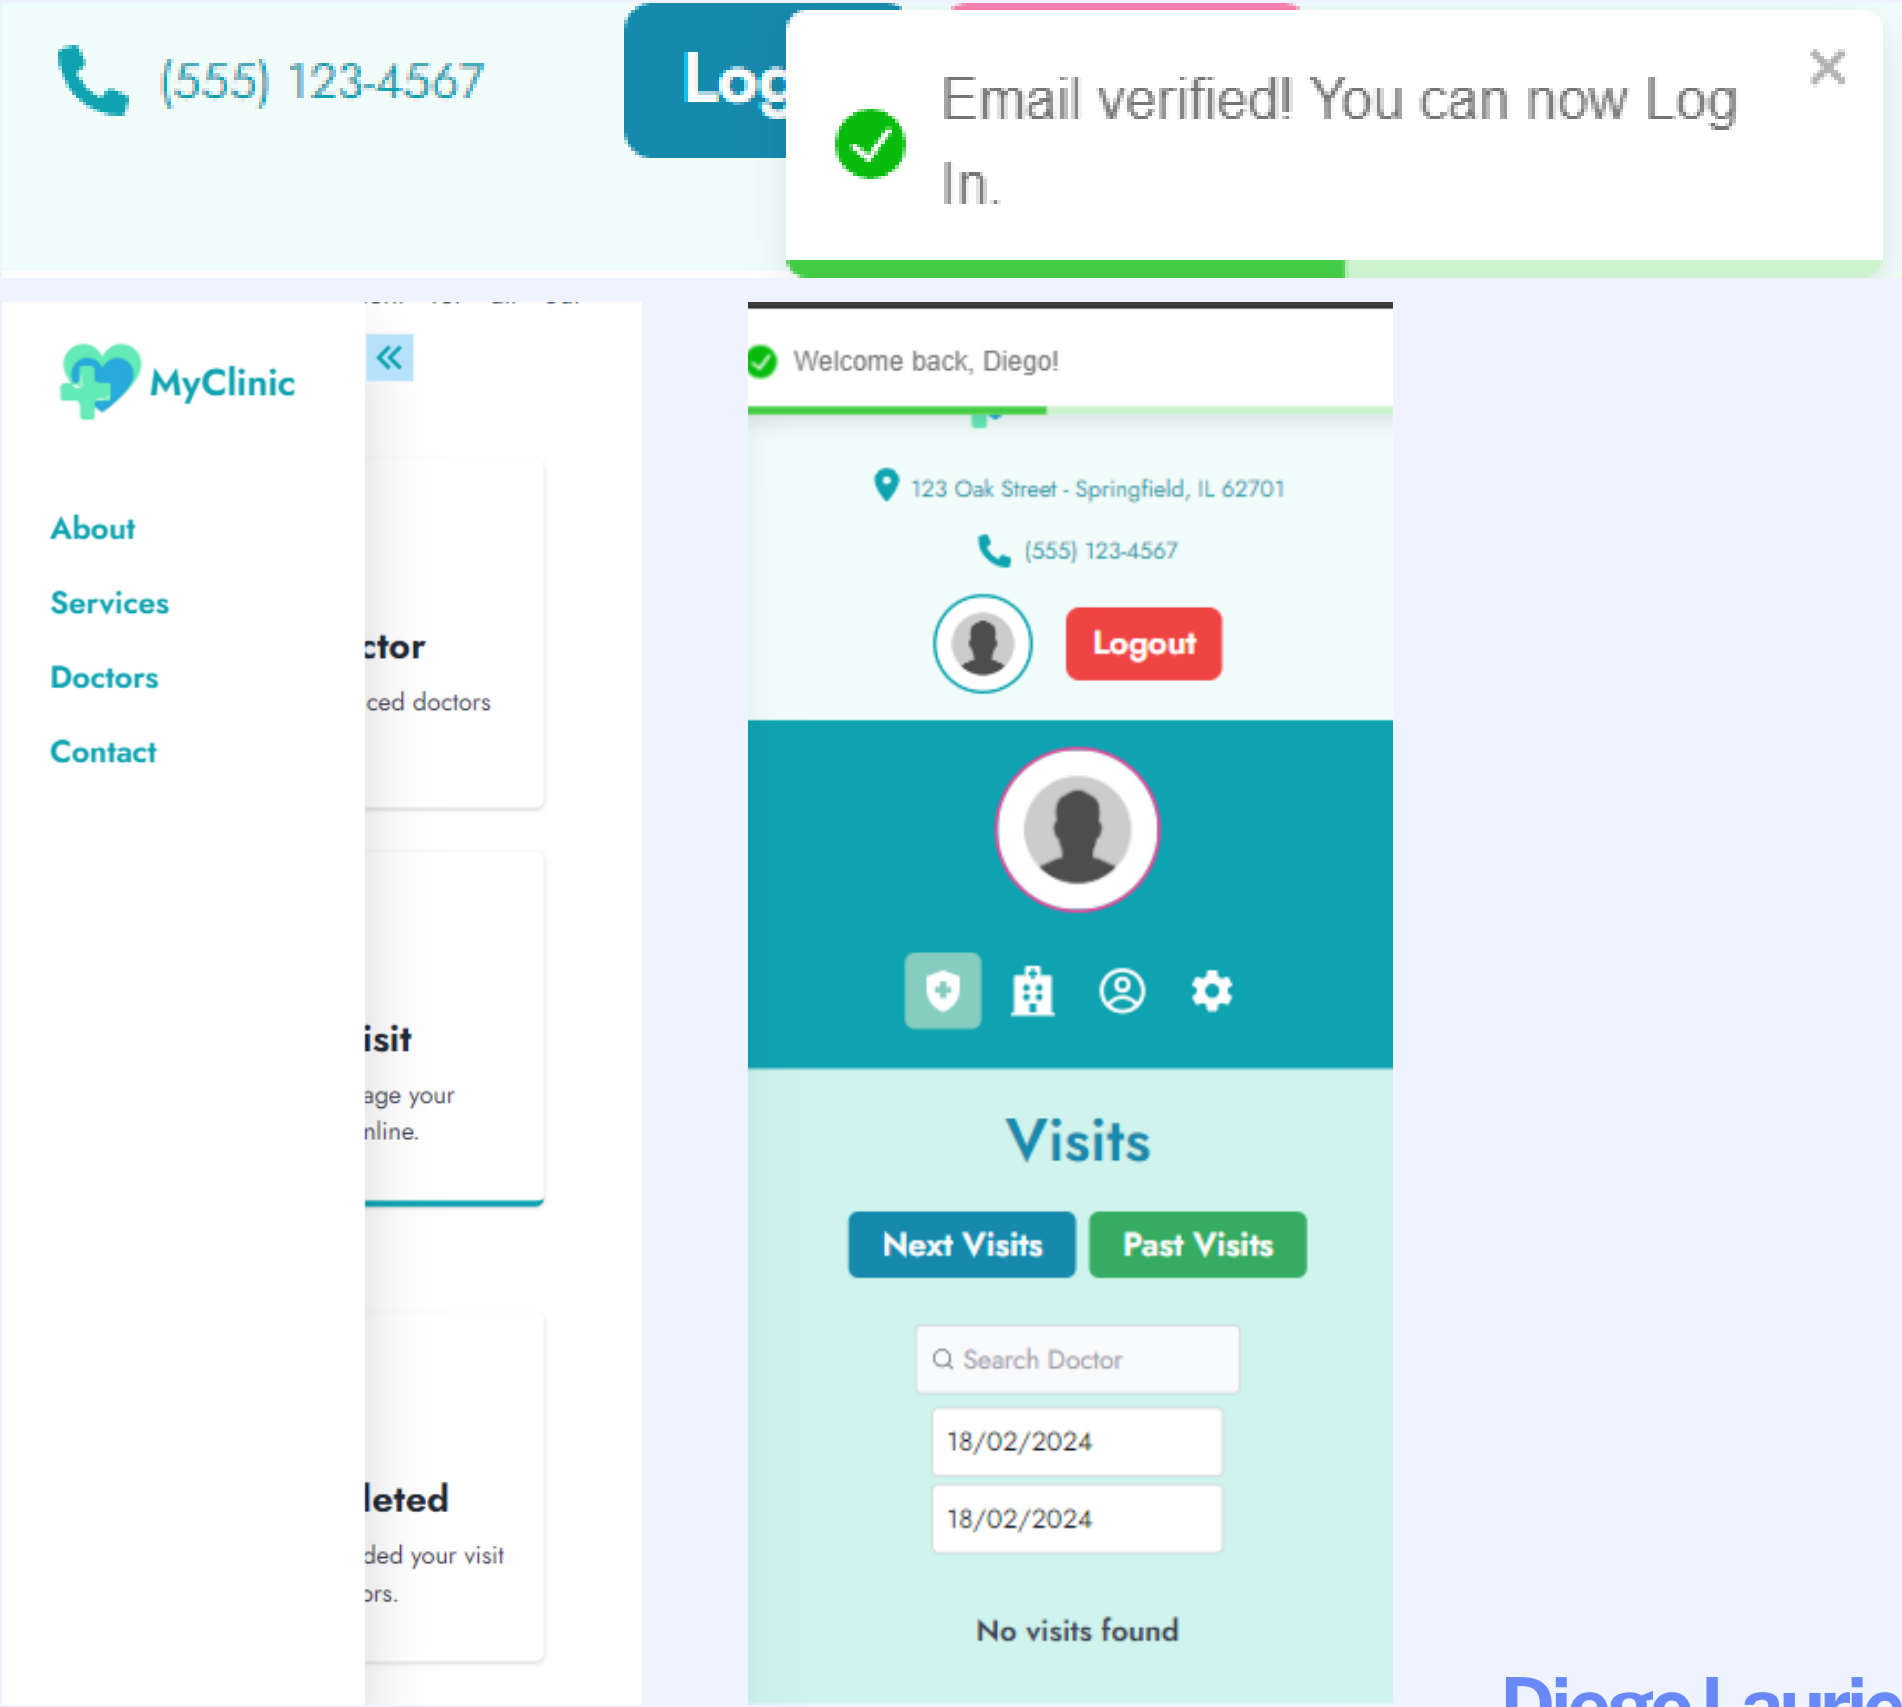 (555) 123-4567
Log
Email verified! You can now Log
In.
MyClinic
About
Services
Doctors
Contact
ctor
ced doctors
isit
age your
nline.
leted
ded your visit
ors.
Welcome back, Diego!
123 Oak Street - Springfield, IL 62701
(555) 123-4567
Logout
Visits
Next Visits
Past Visits
Search Doctor
18/02/2024
18/02/2024
No visits found
Diego Laurie